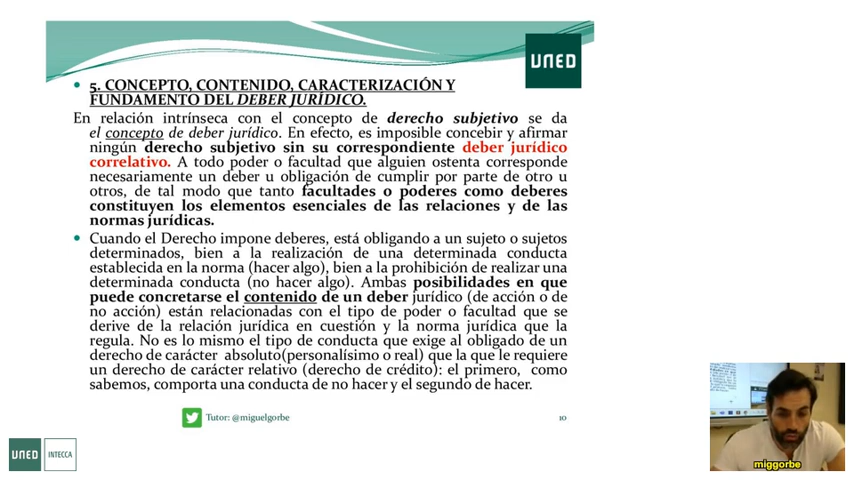 UNED
• 5. CONCEPTO, CONTENIDO, CARACTERIZACIÓN Y
FUNDAMENTO DEL DEBER JURÍDICO.
En relación intrínseca con el concepto de derecho subjetivo se da
el concepto de deber jurídico. En efecto, es imposible concebir y afirmar
ningún derecho subjetivo sin su correspondiente deber jurídico
correlativo. A todo poder o facultad que alguien ostenta corresponde
necesariamente un deber u obligación de cumplir por parte de otro u
otros, de tal modo que tanto facultades o poderes como deberes
constituyen los elementos esenciales de las relaciones y de las
normas jurídicas.
• Cuando el Derecho impone deberes, está obligando a un sujeto o sujetos
determinados, bien a la realización de una determinada conducta
establecida en la norma (hacer algo), bien a la prohibición de realizar una
determinada conducta (no hacer algo). Ambas posibilidades en que
puede concretarse el contenido de un deber jurídico (de acción o de
no acción) están relacionadas con el tipo de poder o facultad que se
derive de la relación jurídica en cuestión y la norma jurídica que la
regula. No es lo mismo el tipo de conducta que exige al obligado de un
derecho de carácter absoluto(personalísimo o real) que la que le requiere
un derecho de carácter relativo (derecho de crédito): el primero, como
sabemos, comporta una conducta de no hacer y el segundo de hacer.
Tutor: @miguelgorbe
10
UNED INTECCA
miggorbe